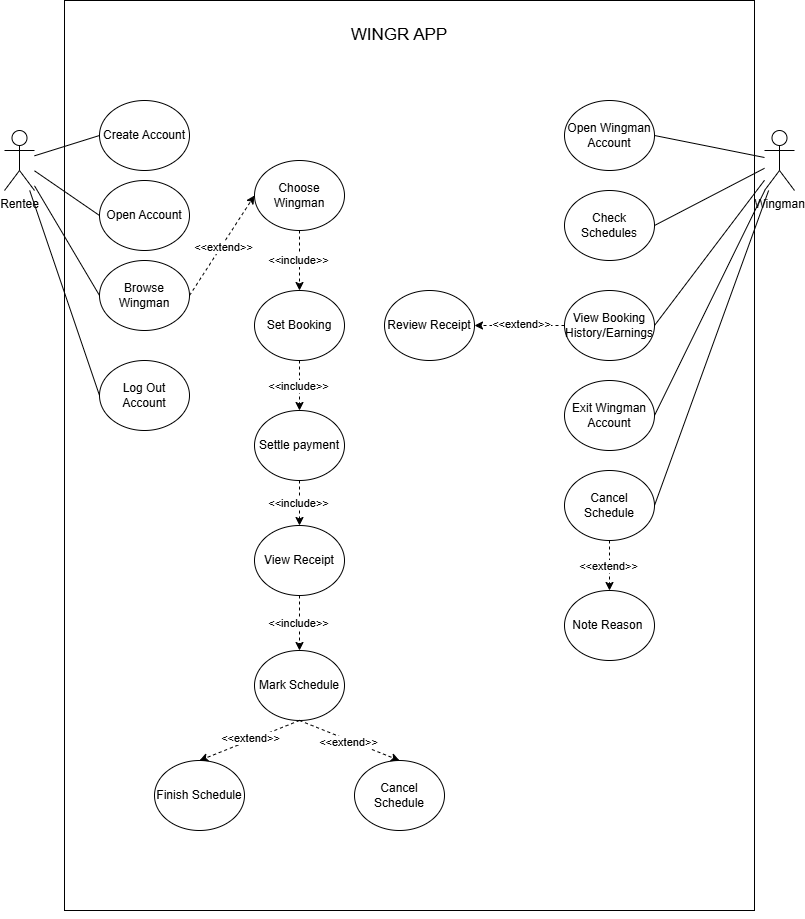 WINGR APP
Rentee
Create Account
Open Account
Browse
Wingman
Log Out
Account
<<extend>>
Choose
Wingman
<<include>>
Set Booking
<<include>>
Settle payment
<<include>>
View Receipt
<<include>>
Mark Schedule
<<extend>>
<<extend>>
Finish Schedule
Cancel
Schedule
Wingman
Open Wingman
Account
Check
Schedules
View Booking
History/Earnings
<<extend>>
Review Receipt
Exit Wingman
Account
Cancel
Schedule
<<extend>>
Note Reason